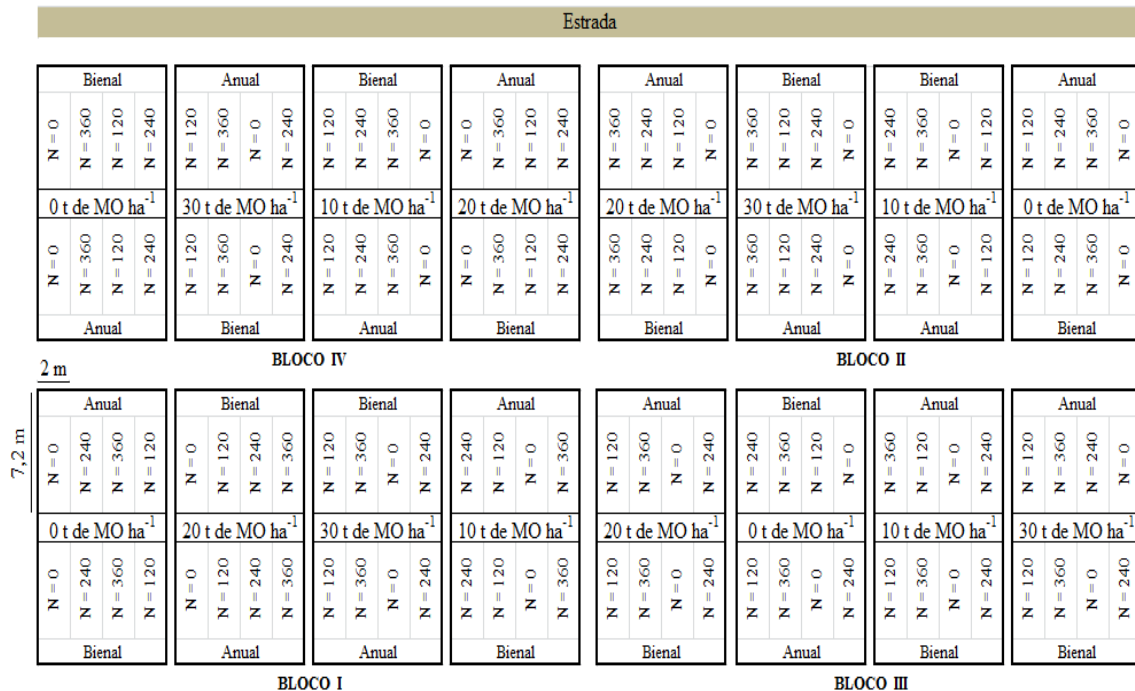 Estrada
Bienal Anual Bienal Anual Anual Bienal Bienal Anual
N = 0 N = 360 N = 120 N = 240 N = 120 N = 360 N = 0 N = 240 N = 120 N = 240 N = 360 N = 0 N = 0 N = 360 N = 120 N = 240 N = 360 N = 240 N = 120 N = 0 N = 360 N = 120 N = 240 N = 0 N = 240 N = 360 N = 0 N = 120 N = 120 N = 240 N = 360 N = 0
0 t de MO ha⁻¹ 30 t de MO ha⁻¹ 10 t de MO ha⁻¹ 20 t de MO ha⁻¹ 20 t de MO ha⁻¹ 30 t de MO ha⁻¹ 10 t de MO ha⁻¹ 0 t de MO ha⁻¹
N = 0 N = 360 N = 120 N = 240 N = 120 N = 360 N = 0 N = 240 N = 120 N = 240 N = 360 N = 0 N = 0 N = 360 N = 120 N = 240 N = 360 N = 240 N = 120 N = 0 N = 360 N = 120 N = 240 N = 0 N = 240 N = 360 N = 0 N = 120 N = 120 N = 240 N = 360 N = 0
Anual Bienal Anual Bienal Bienal Anual Anual Bienal
BLOCO IV BLOCO II
2 m
7,2 m
Anual Bienal Bienal Anual Anual Bienal Anual Anual
N = 0 N = 240 N = 360 N = 120 N = 0 N = 120 N = 240 N = 360 N = 120 N = 360 N = 0 N = 240 N = 240 N = 120 N = 0 N = 360 N = 120 N = 360 N = 0 N = 240 N = 240 N = 360 N = 120 N = 0 N = 360 N = 120 N = 0 N = 240 N = 120 N = 360 N = 240 N = 0
0 t de MO ha⁻¹ 20 t de MO ha⁻¹ 30 t de MO ha⁻¹ 10 t de MO ha⁻¹ 20 t de MO ha⁻¹ 0 t de MO ha⁻¹ 10 t de MO ha⁻¹ 30 t de MO ha⁻¹
N = 0 N = 240 N = 360 N = 120 N = 0 N = 120 N = 240 N = 360 N = 120 N = 360 N = 0 N = 240 N = 240 N = 120 N = 0 N = 360 N = 120 N = 360 N = 0 N = 240 N = 120 N = 360 N = 0 N = 240 N = 120 N = 360 N = 0 N = 240 N = 120 N = 360 N = 0 N = 240
Bienal Anual Anual Bienal Bienal Anual Bienal Bienal
BLOCO I BLOCO III